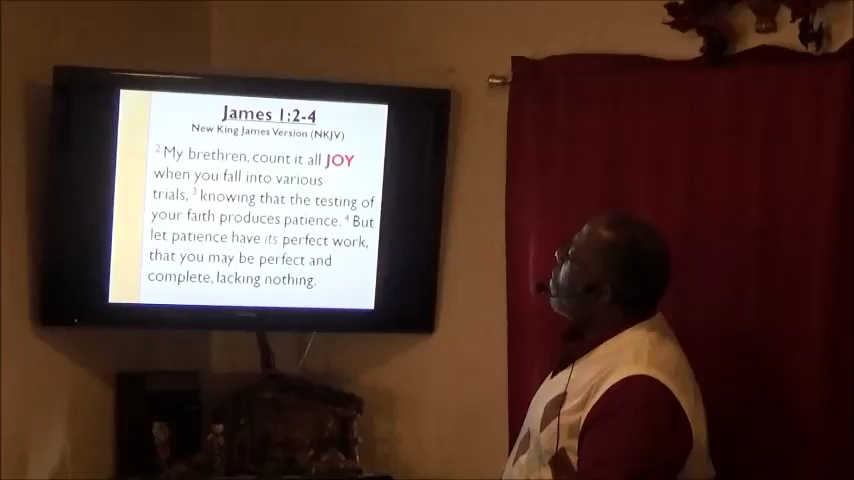 James 1:2-4
New King James Version (NKJV)
2 My brethren, count it all JOY
when you fall into various
trials, 3 knowing that the testing of
your faith produces patience. 4 But
let patience have its perfect work,
that you may be perfect and
complete, lacking nothing.